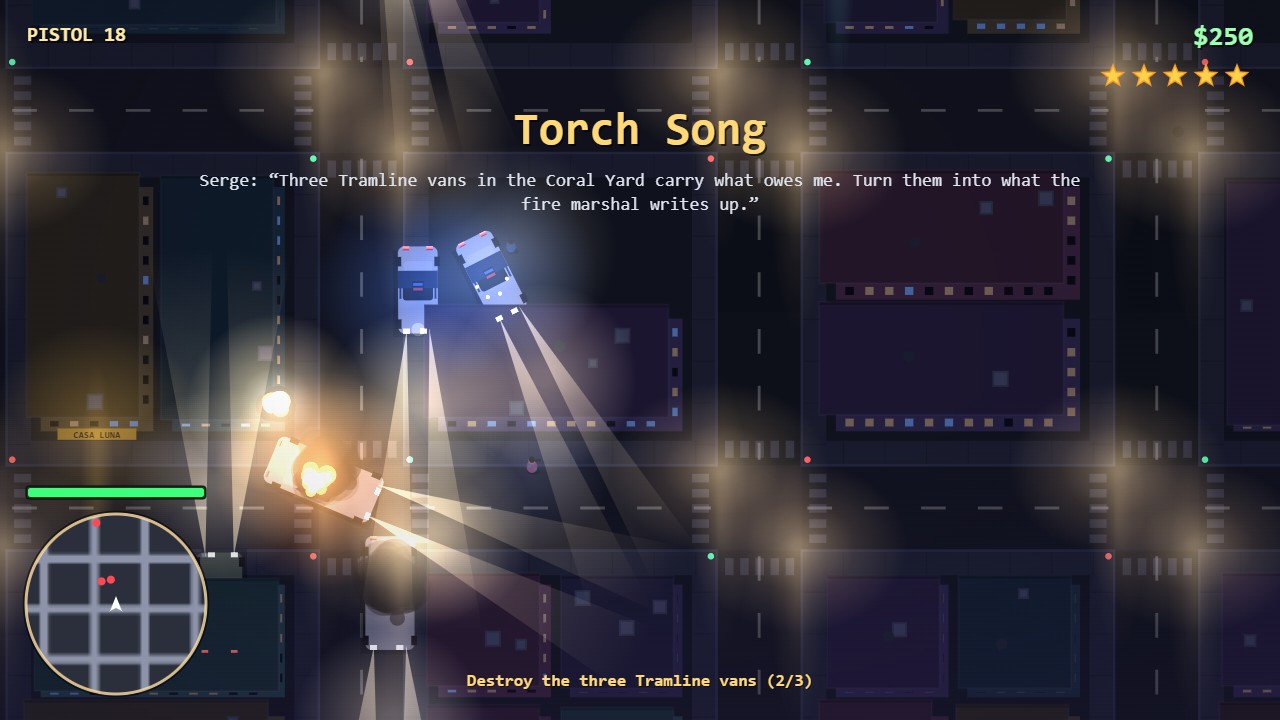 PISTOL 18
$250
Torch Song
Serge: “Three Tramline vans in the Coral Yard carry what owes me. Turn them into what the
fire marshal writes up.”
CASA LUNA
Destroy the three Tramline vans (2/3)